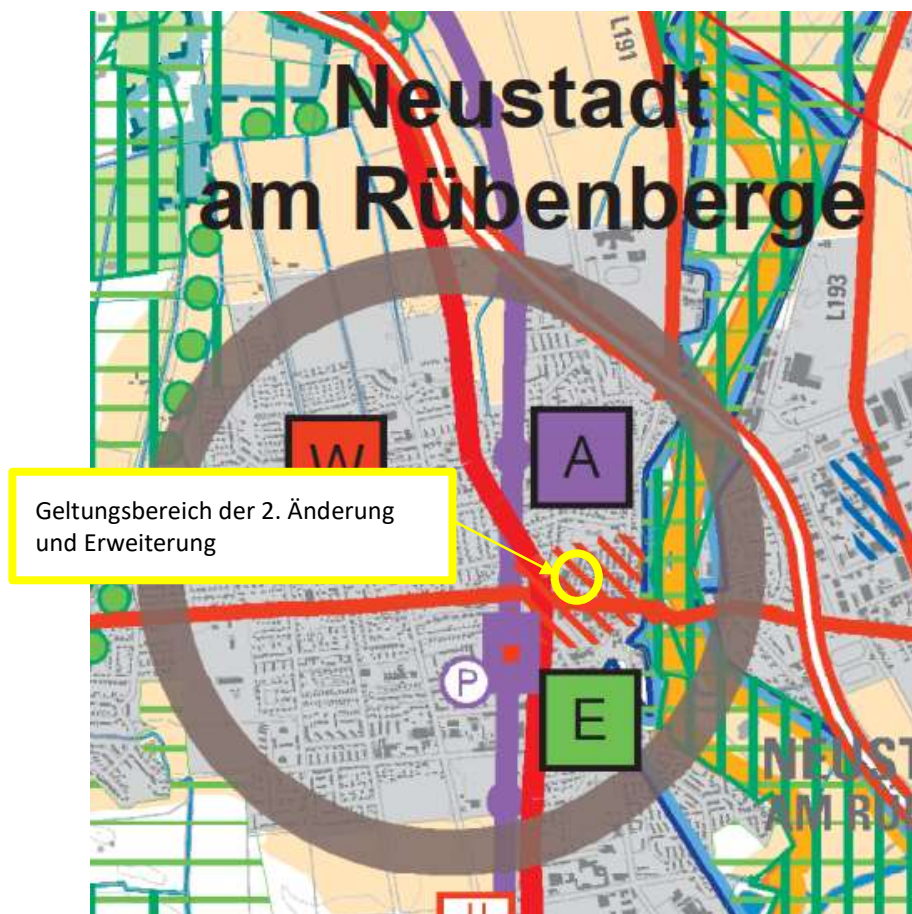 L191
Neustadt
am Rübenberge
L193
W
A
Geltungsbereich der 2. Änderung
und Erweiterung
P
E
NEUST
AM RÜ